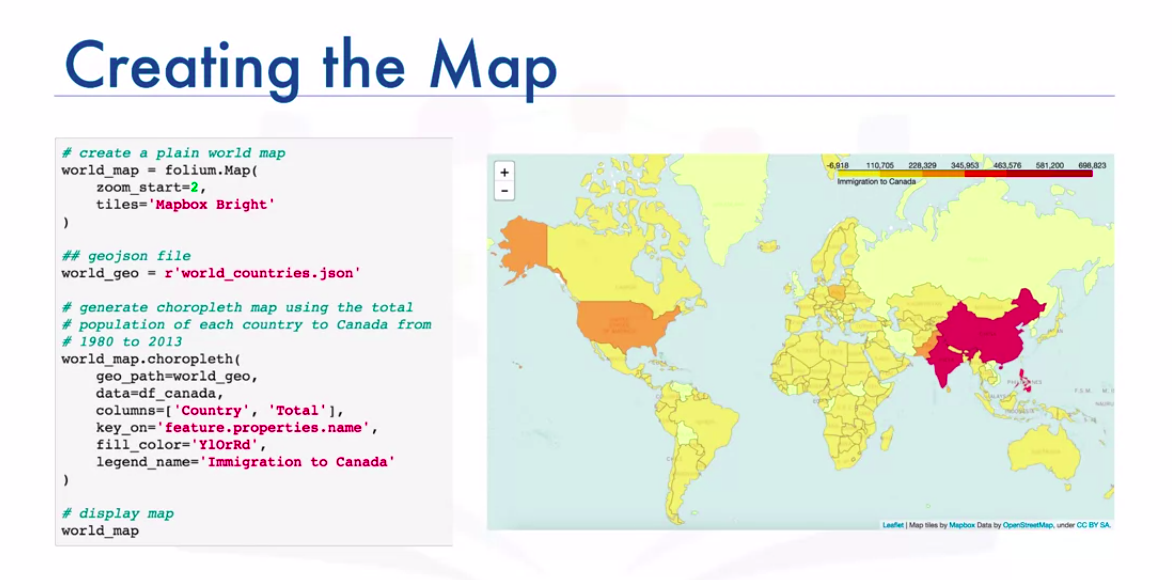 Creating the Map
# create a plain world map
world_map = folium.Map(
    zoom_start=2,
    tiles='Mapbox Bright'
)
## geojson file
world_geo = r'world_countries.json'
# generate choropleth map using the total
# population of each country to Canada from
# 1980 to 2013
world_map.choropleth(
    geo_path=world_geo,
    data=df_canada,
    columns=['Country', 'Total'],
    key_on='feature.properties.name',
    fill_color='YlOrRd',
    legend_name='Immigration to Canada'
)
# display map
world_map
+
-
-6,918 110,705 228,329 345,953 463,576 581,200 698,823
Immigration to Canada
Leaflet | Map tiles by Mapbox Data by OpenStreetMap, under CC BY SA.